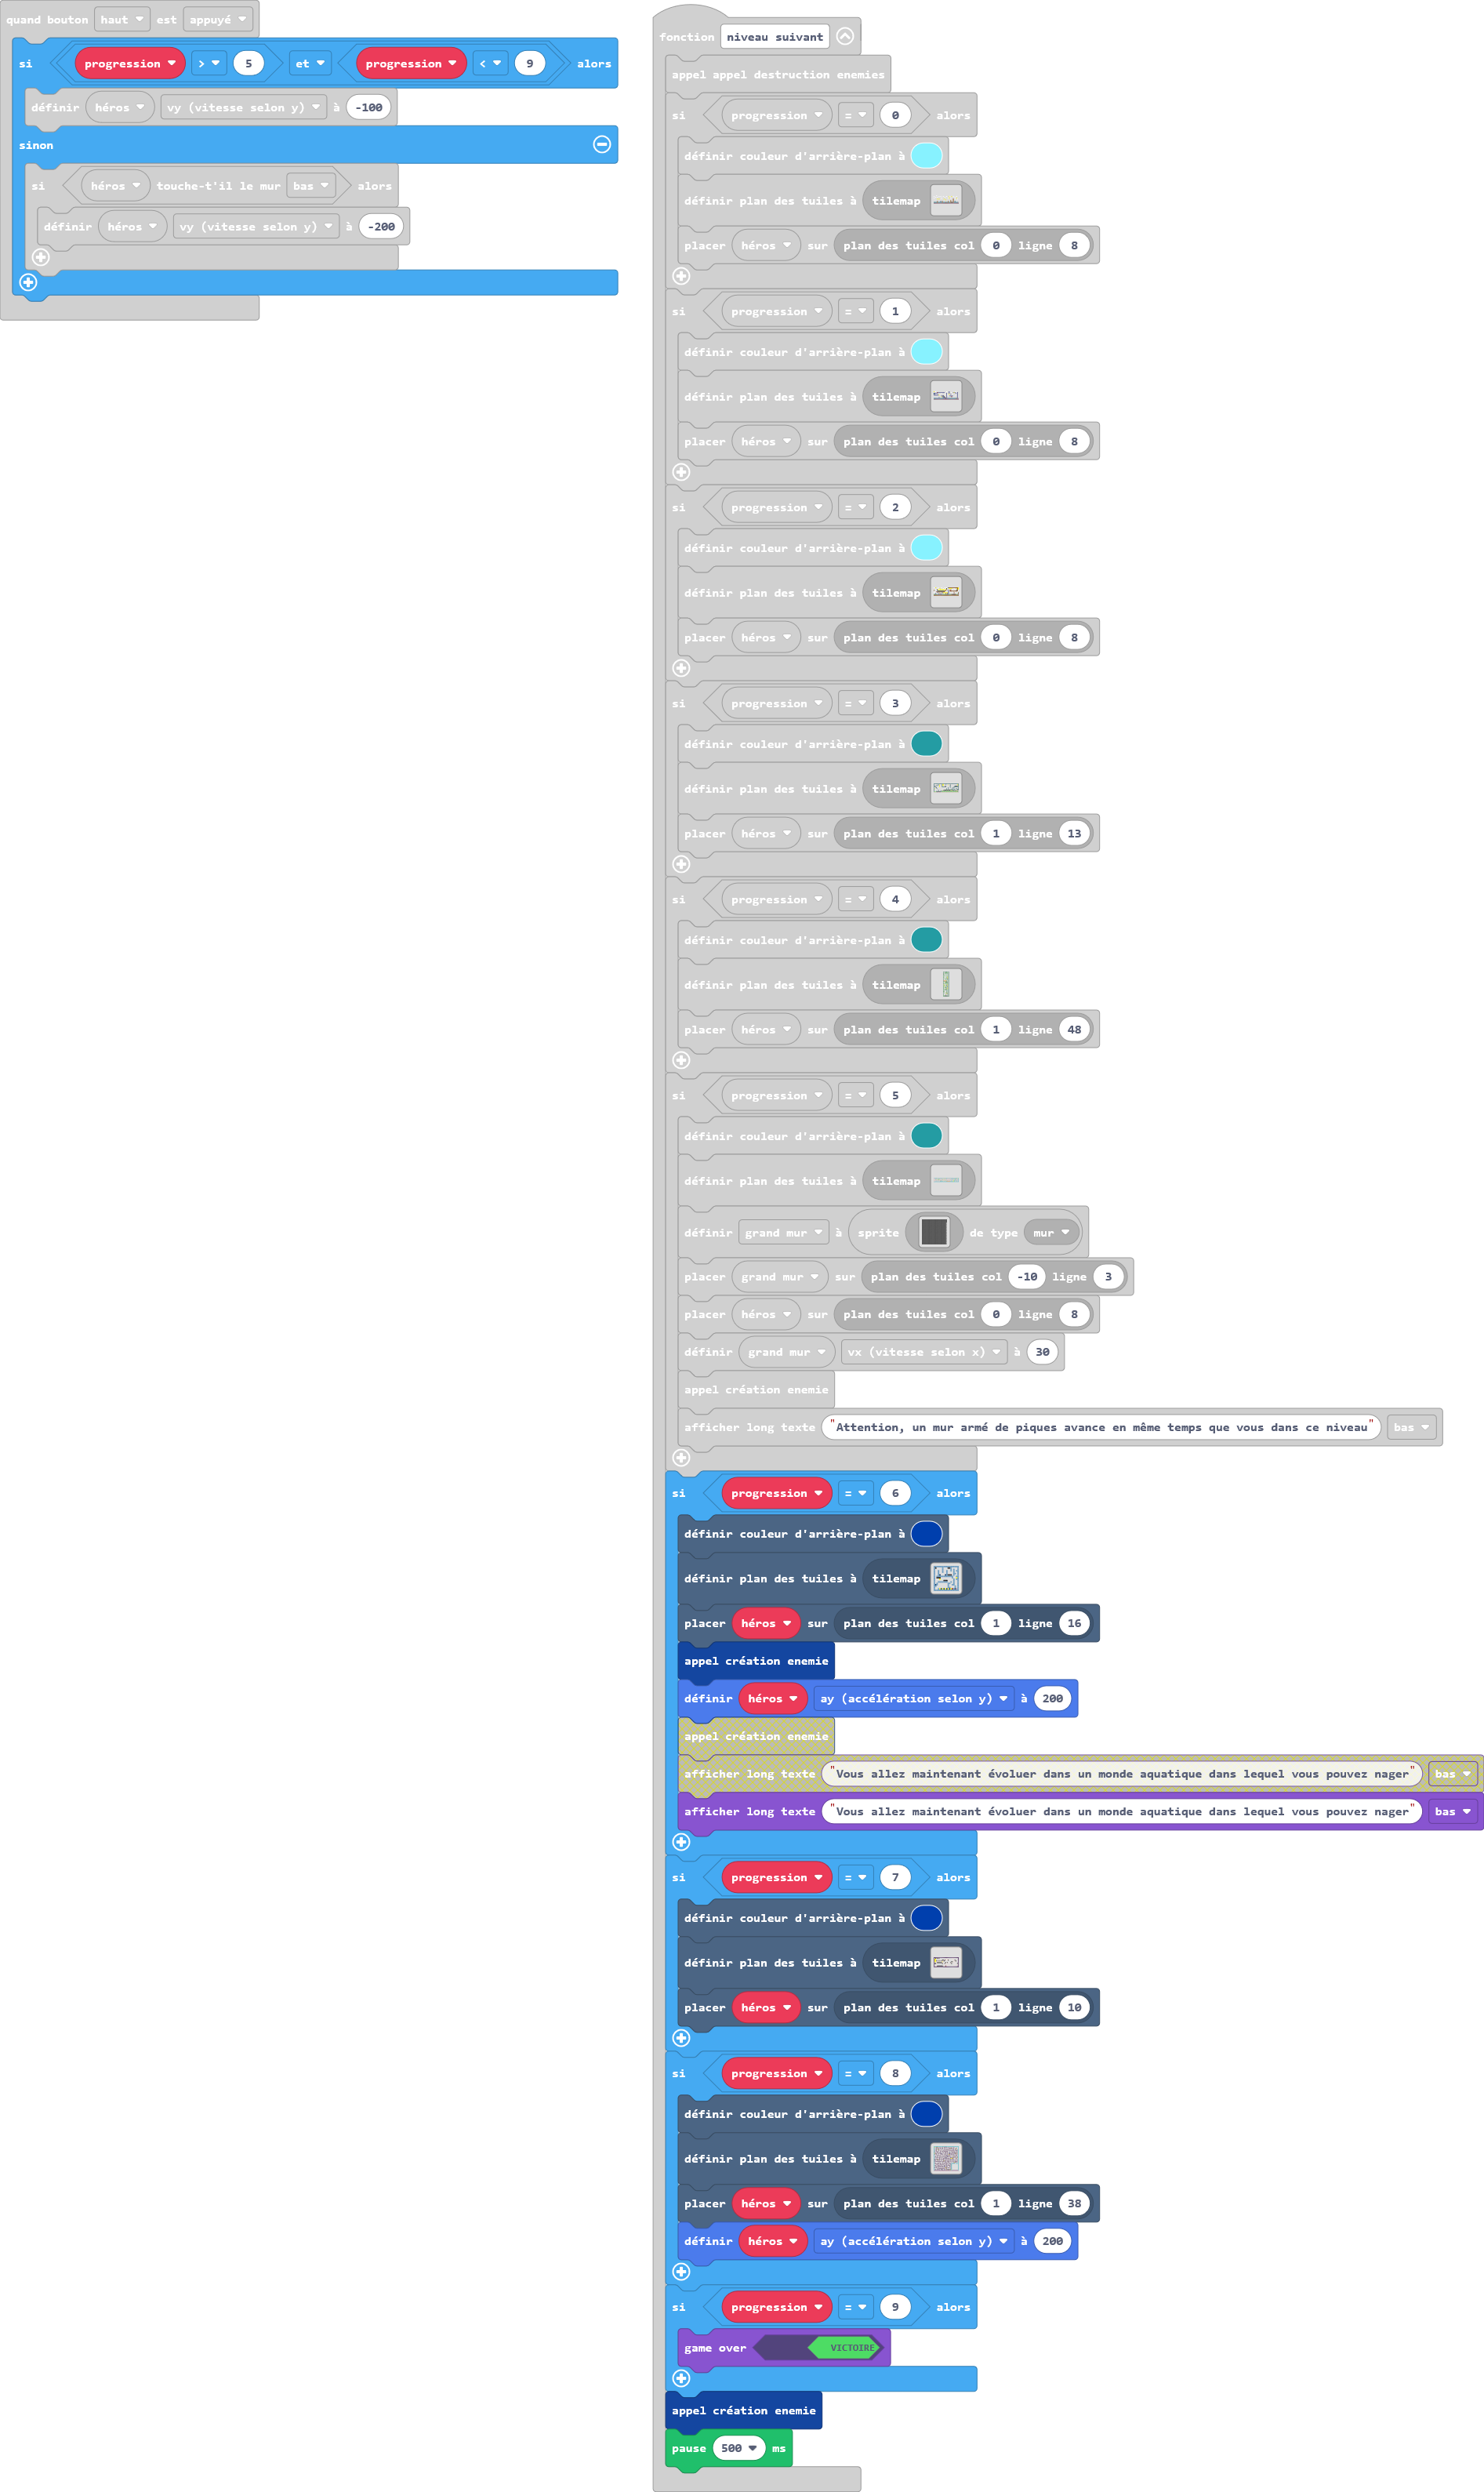 quand bouton haut est appuyé
si progression > 5 et progression < 9 alors
définir héros vy (vitesse selon y) à -100
sinon
si héros touche-t'il le mur bas alors
définir héros vy (vitesse selon y) à -200
fonction niveau suivant
appel appel destruction enemies
si progression = 0 alors
définir couleur d'arrière-plan à
définir plan des tuiles à tilemap
placer héros sur plan des tuiles col 0 ligne 8
si progression = 1 alors
définir couleur d'arrière-plan à
définir plan des tuiles à tilemap
placer héros sur plan des tuiles col 0 ligne 8
si progression = 2 alors
définir couleur d'arrière-plan à
définir plan des tuiles à tilemap
placer héros sur plan des tuiles col 0 ligne 8
si progression = 3 alors
définir couleur d'arrière-plan à
définir plan des tuiles à tilemap
placer héros sur plan des tuiles col 1 ligne 13
si progression = 4 alors
définir couleur d'arrière-plan à
définir plan des tuiles à tilemap
placer héros sur plan des tuiles col 1 ligne 48
si progression = 5 alors
définir couleur d'arrière-plan à
définir plan des tuiles à tilemap
définir grand mur à sprite de type mur
placer grand mur sur plan des tuiles col -10 ligne 3
placer héros sur plan des tuiles col 0 ligne 8
définir grand mur vx (vitesse selon x) à 30
appel création enemie
afficher long texte "Attention, un mur armé de piques avance en même temps que vous dans ce niveau" bas
si progression = 6 alors
définir couleur d'arrière-plan à
définir plan des tuiles à tilemap
placer héros sur plan des tuiles col 1 ligne 16
appel création enemie
définir héros ay (accélération selon y) à 200
appel création enemie
afficher long texte "Vous allez maintenant évoluer dans un monde aquatique dans lequel vous pouvez nager" bas
afficher long texte "Vous allez maintenant évoluer dans un monde aquatique dans lequel vous pouvez nager" bas
si progression = 7 alors
définir couleur d'arrière-plan à
définir plan des tuiles à tilemap
placer héros sur plan des tuiles col 1 ligne 10
si progression = 8 alors
définir couleur d'arrière-plan à
définir plan des tuiles à tilemap
placer héros sur plan des tuiles col 1 ligne 38
définir héros ay (accélération selon y) à 200
si progression = 9 alors
game over VICTOIRE
appel création enemie
pause 500 ms